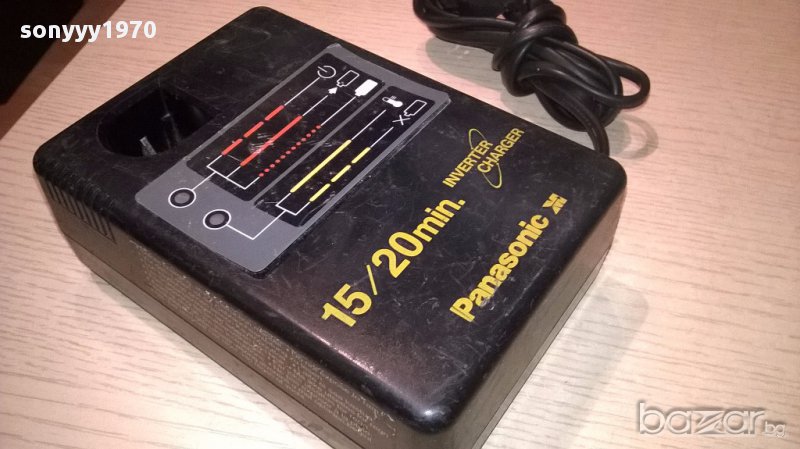 sonyyy1970
INVERTER
CHARGER
15/20min.
Panasonic
bazar.bg